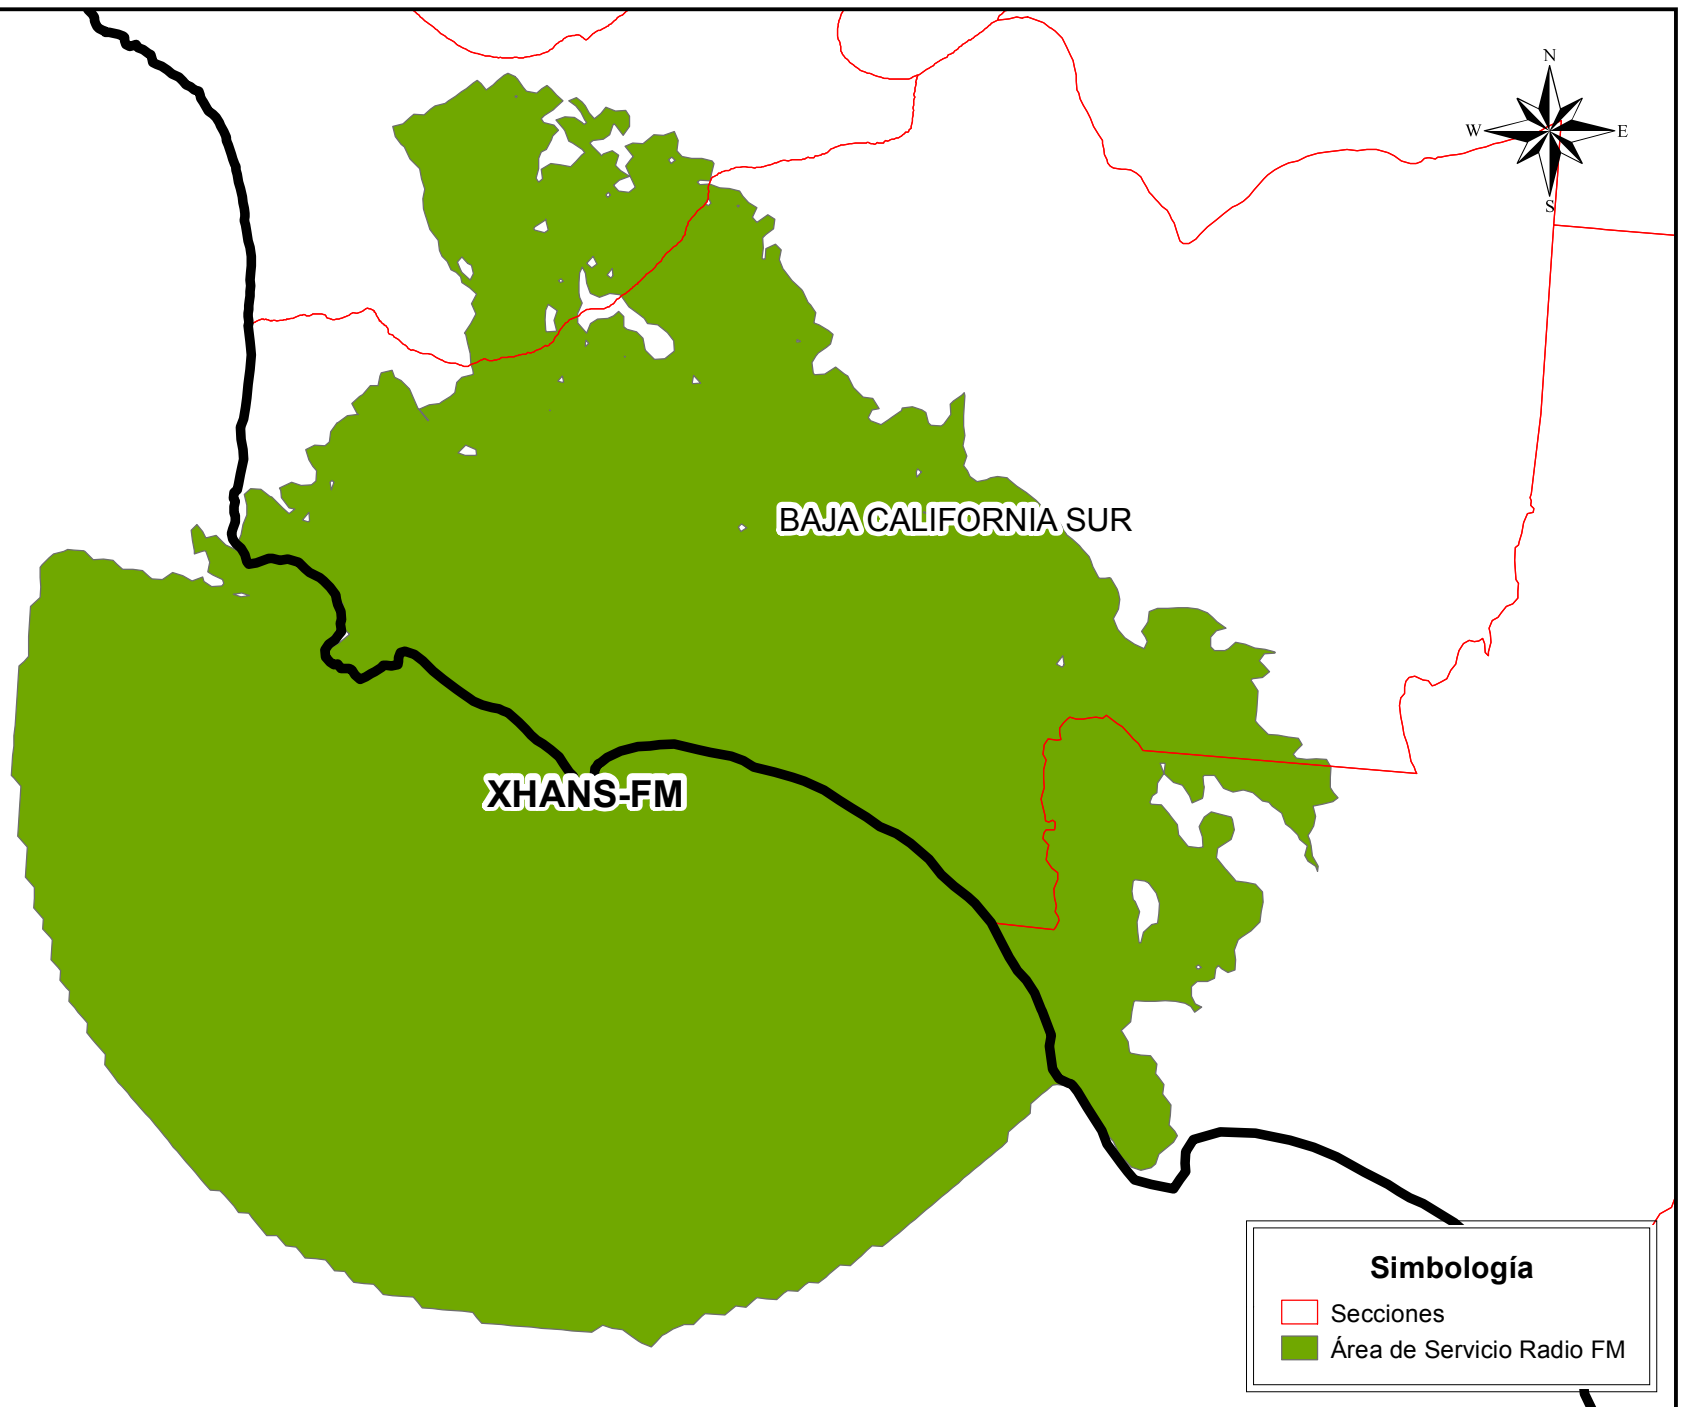 N
W E
S
BAJA CALIFORNIA SUR
XHANS-FM
Simbología
Secciones
Área de Servicio Radio FM